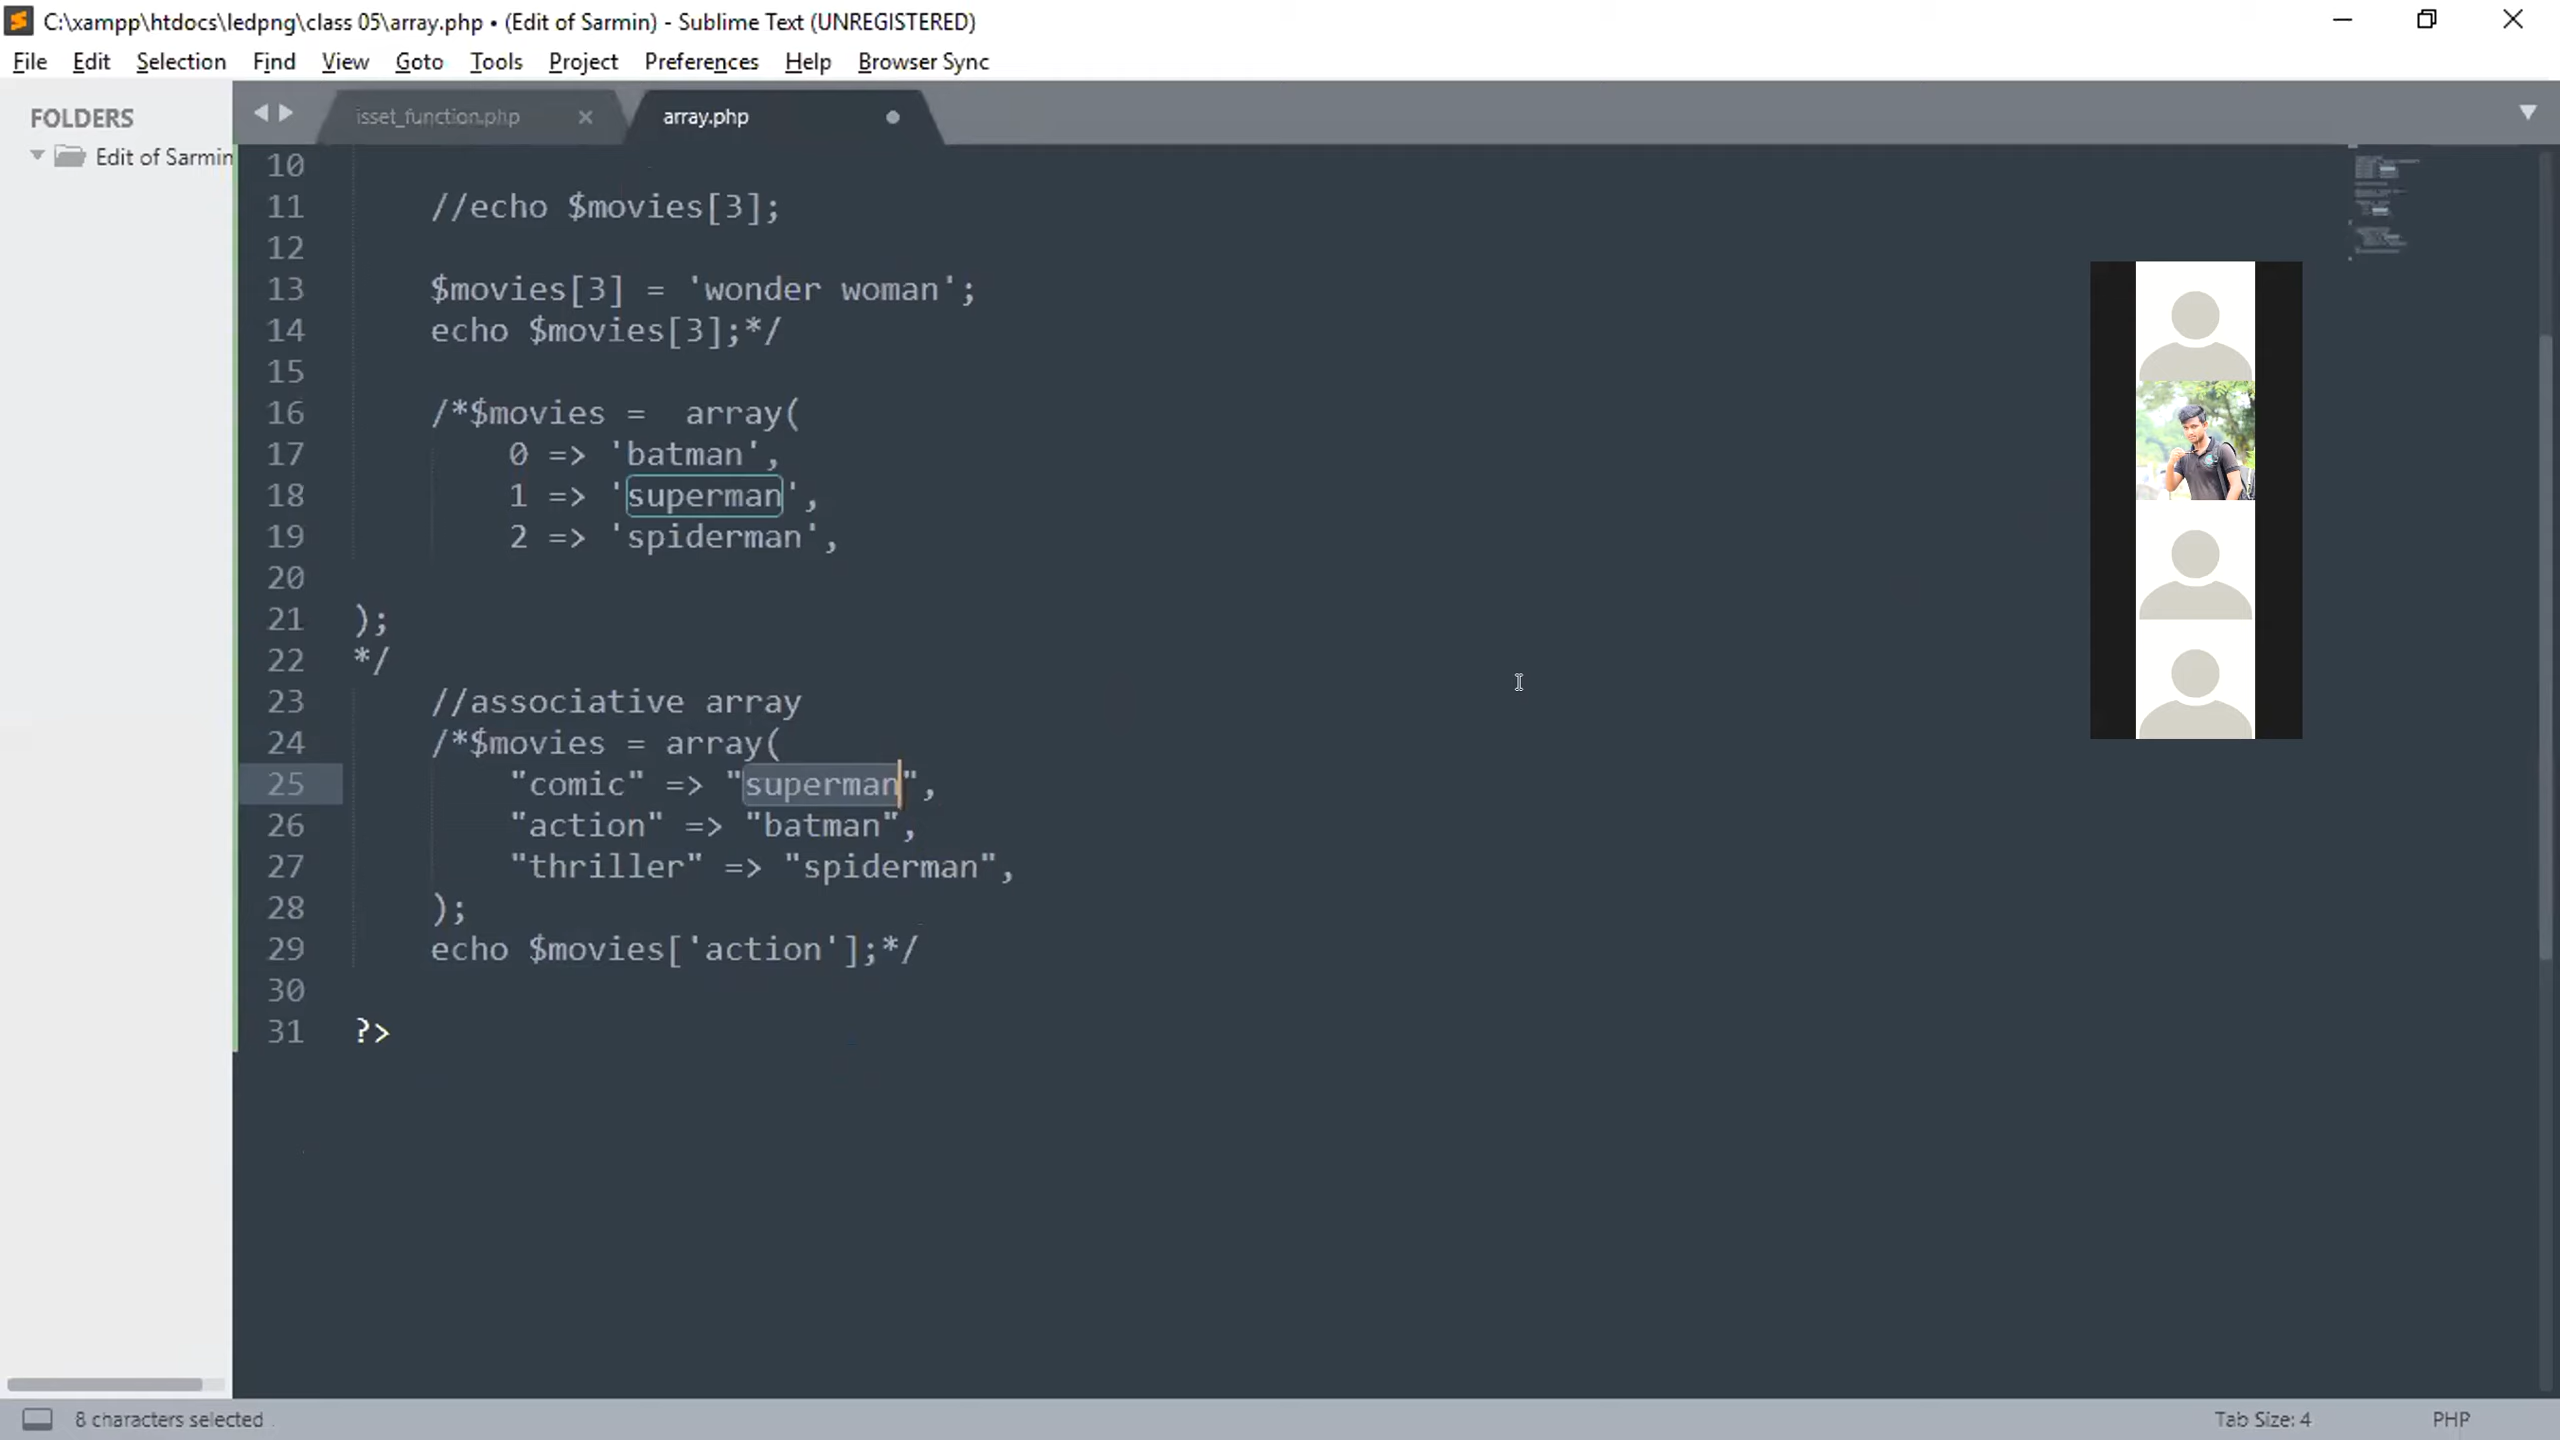 C:\xampp\htdocs\ledpng\class 05\array.php • (Edit of Sarmin) - Sublime Text (UNREGISTERED)
File Edit Selection Find View Goto Tools Project Preferences Help Browser Sync
FOLDERS
Edit of Sarmin
isset_function.php
array.php
10
11 //echo $movies[3];
12
13 $movies[3] = 'wonder woman';
14 echo $movies[3];*/
15
16 /*$movies =  array(
17 0 => 'batman',
18 1 => 'superman',
19 2 => 'spiderman',
20
21 );
22 */
23 //associative array
24 /*$movies = array(
25 "comic" => "superman",
26 "action" => "batman",
27 "thriller" => "spiderman",
28 );
29 echo $movies['action'];*/
30
31 ?>
8 characters selected
Tab Size: 4
PHP